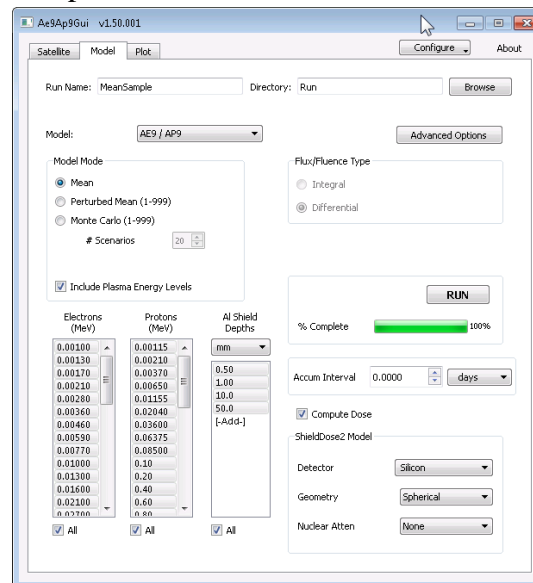 Ae9Ap9Gui v1.50.001
Satellite Model Plot Configure About
Run Name: MeanSample Directory: Run Browse
Model: AE9 / AP9 Advanced Options
Model Mode
Mean
Perturbed Mean (1-999)
Monte Carlo (1-999)
# Scenarios 20
Include Plasma Energy Levels
Flux/Fluence Type
Integral
Differential
RUN
% Complete 100%
Electrons
(MeV)
0.00100
0.00130
0.00170
0.00210
0.00280
0.00360
0.00460
0.00590
0.00770
0.01000
0.01300
0.01600
0.02100
0.02700
All
Protons
(MeV)
0.00115
0.00210
0.00370
0.00650
0.01155
0.02040
0.03600
0.06375
0.08500
0.10
0.20
0.40
0.60
0.80
All
Al Shield
Depths
mm
0.50
1.00
10.0
50.0
[-Add-]
All
Accum Interval 0.0000 days
Compute Dose
ShieldDose2 Model
Detector Silicon
Geometry Spherical
Nuclear Atten None